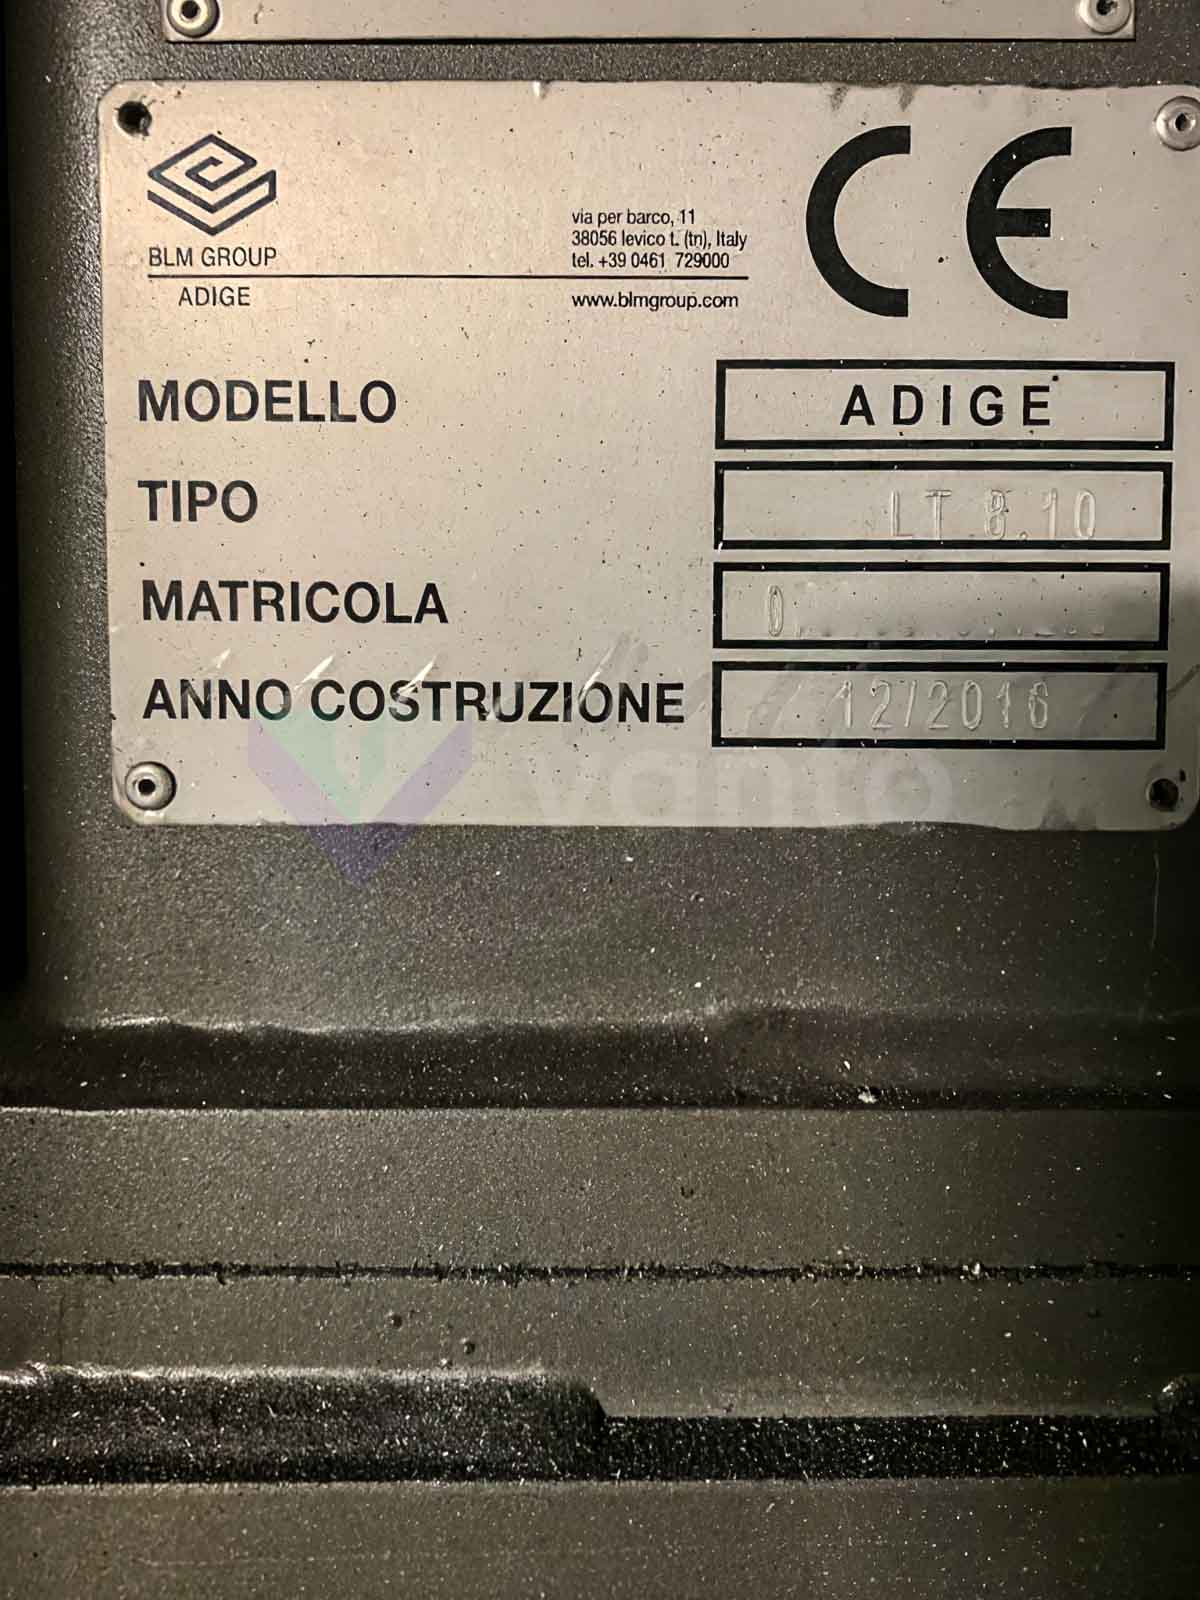 CE
BLM GROUP
ADIGE
via per barco, 11
38056 levico t. (tn), Italy
tel. +39 0461 729000
www.blmgroup.com
MODELLO ADIGE
TIPO LT 8.10
MATRICOLA
ANNO COSTRUZIONE 12/2016
vanto